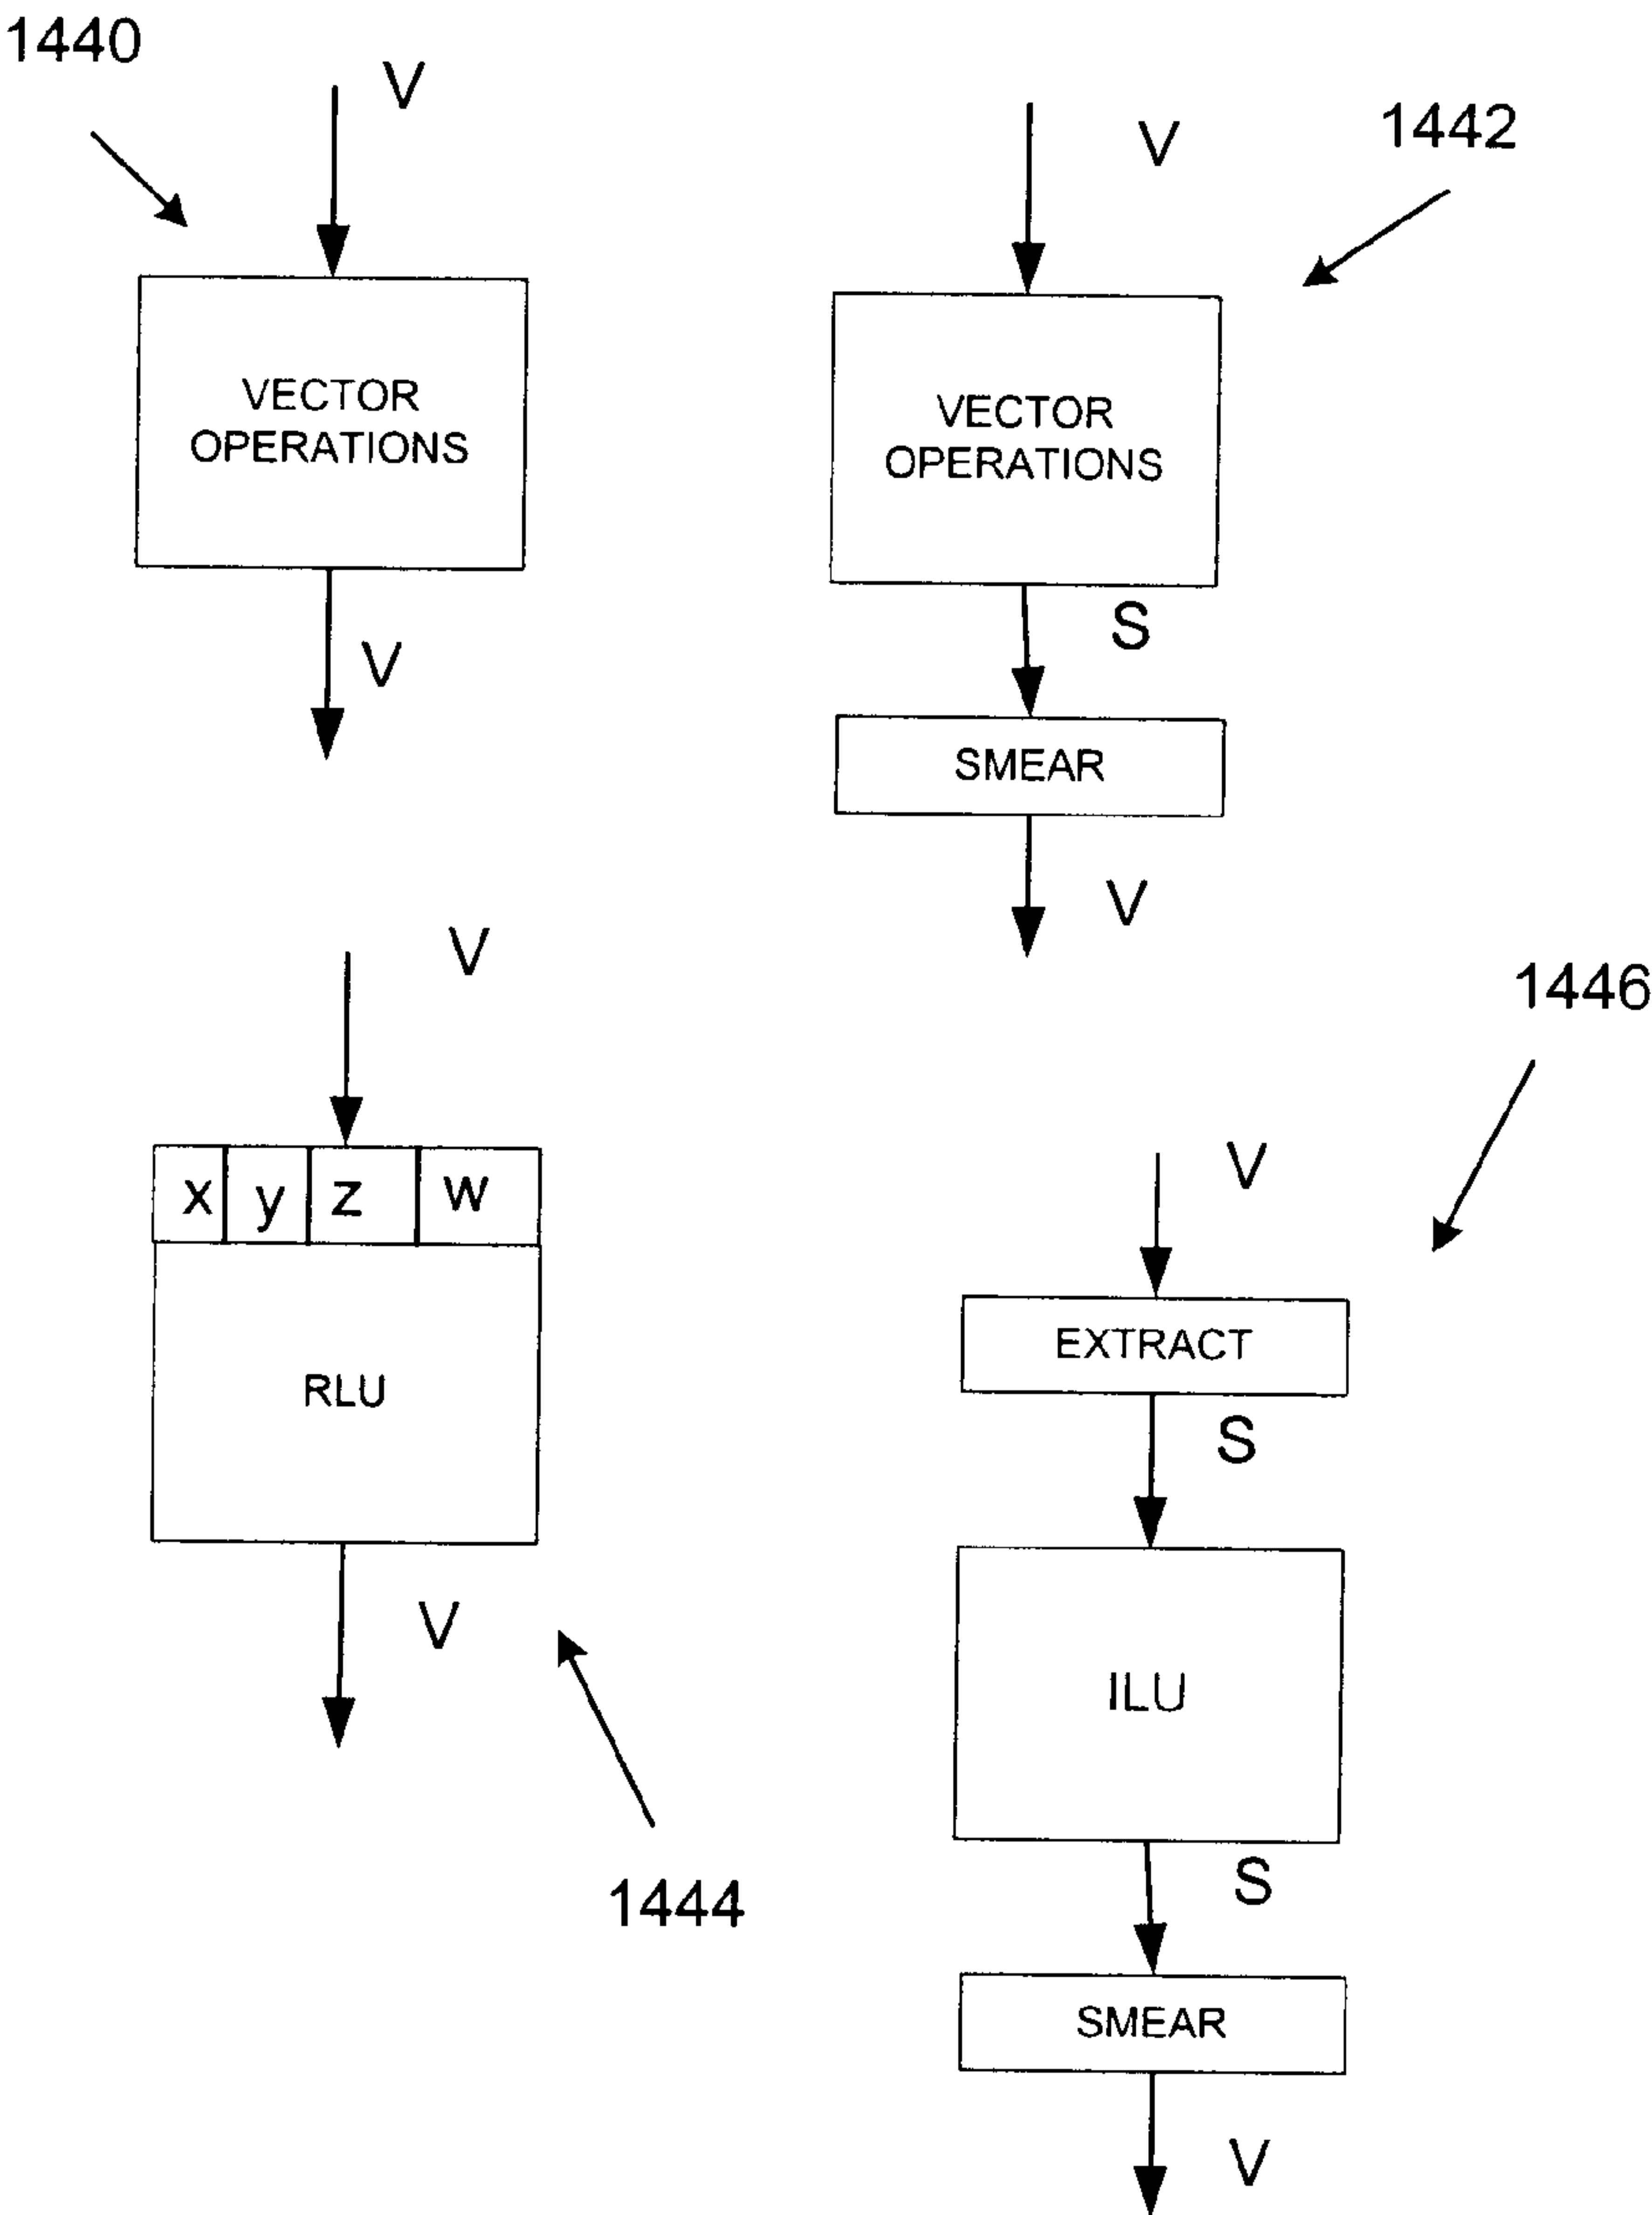 1440
V
VECTOR
OPERATIONS
V
1442
V
VECTOR
OPERATIONS
S
SMEAR
V
V
x y z w
RLU
V
1444
1446
V
EXTRACT
S
ILU
S
SMEAR
V